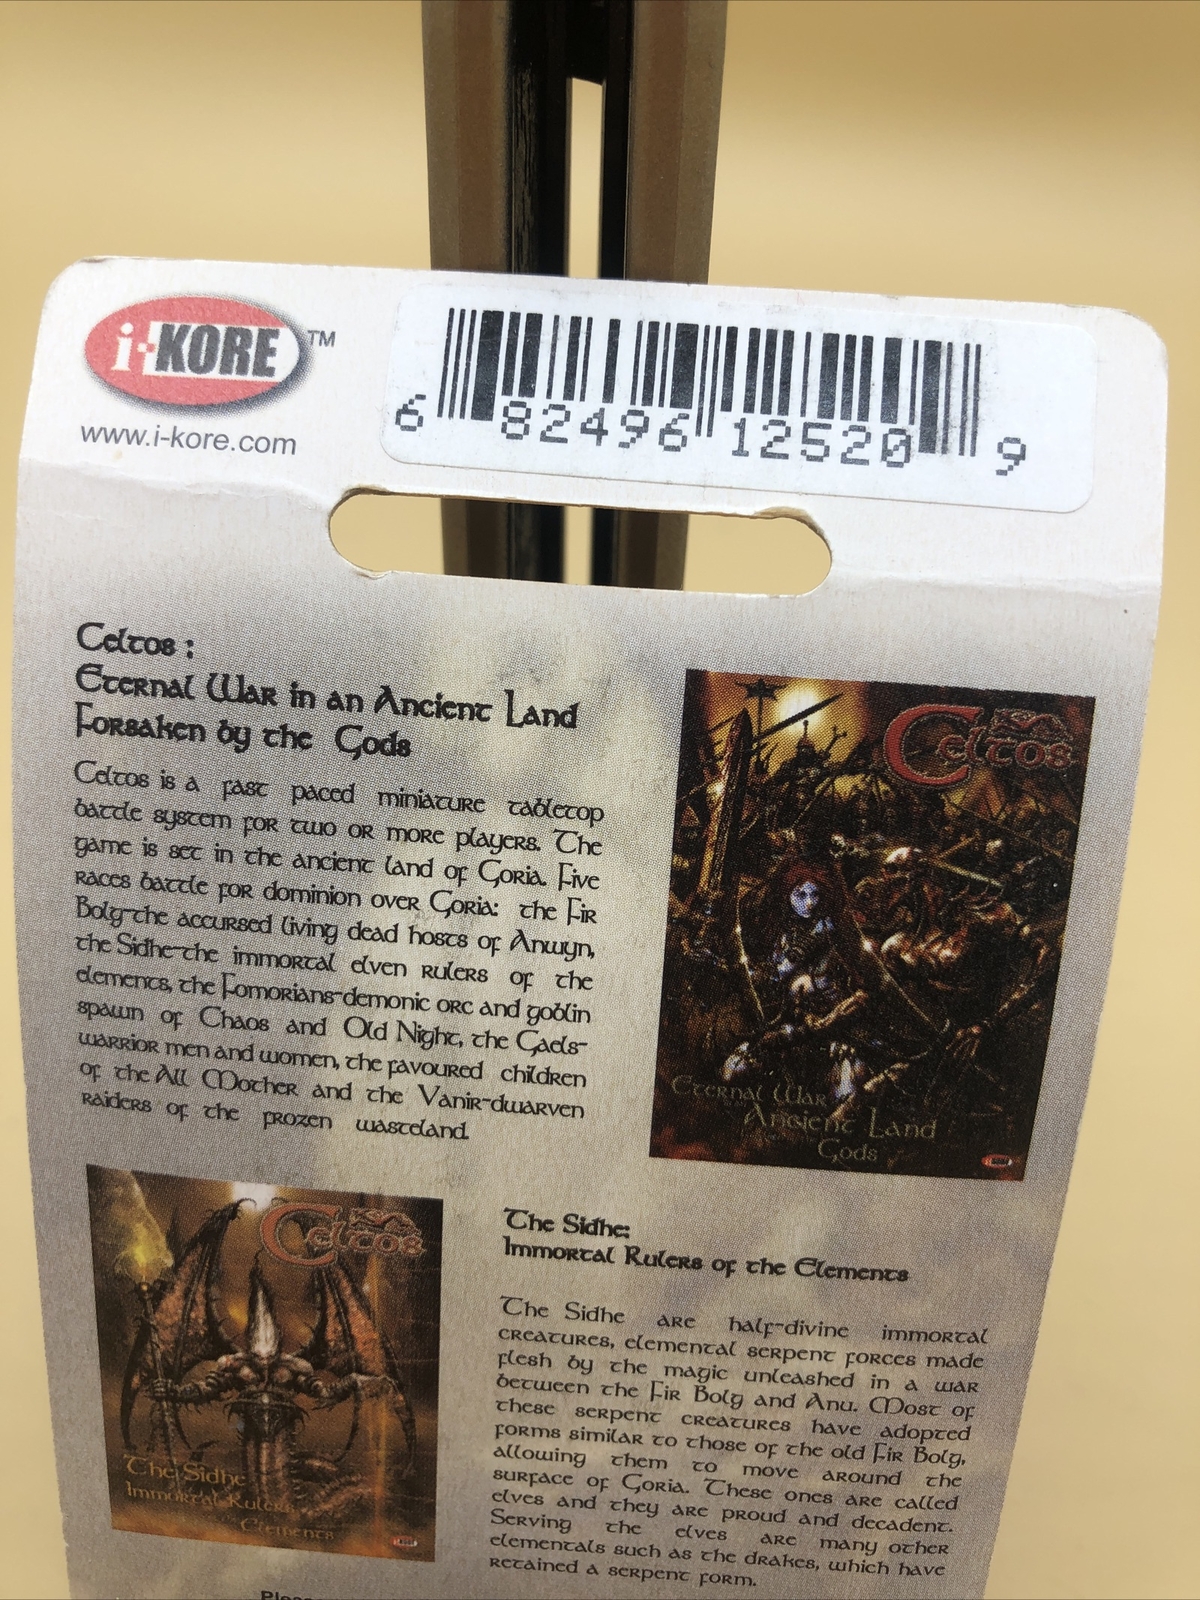 i-KORE™
www.i-kore.com
6 82496 12520 9
Celtos :
Eternal War in an Ancient Land
Forsaken by the Gods
Celtos is a fast paced miniature tabletop
battle system for two or more players. The
game is set in the ancient land of Goria. Five
races battle for dominion over Goria: the Fir
Bolg-the accursed living dead hosts of Anwyn,
the Sidhe-the immortal elven rulers of the
elements, the Fomorians-demonic orc and goblin
spawn of Chaos and Old Night, the Gaels-
warrior men and women, the favoured children
of the All Mother and the Vanir-dwarven
raiders of the frozen wasteland.
Celtos
Eternal War
Ancient Land
Gods
i-KORE
Celtos
The Sidhe
Immortal Rulers
Elements
The Sidhe:
Immortal Rulers of the Elements
The Sidhe are half-divine immortal
creatures, elemental serpent forces made
flesh by the magic unleashed in a war
between the Fir Bolg and Anu. Most of
these serpent creatures have adopted
forms similar to those of the old Fir Bolg,
allowing them to move around the
surface of Goria. These ones are called
elves and they are proud and decadent.
Serving the elves are many other
elementals such as the drakes, which have
retained a serpent form.